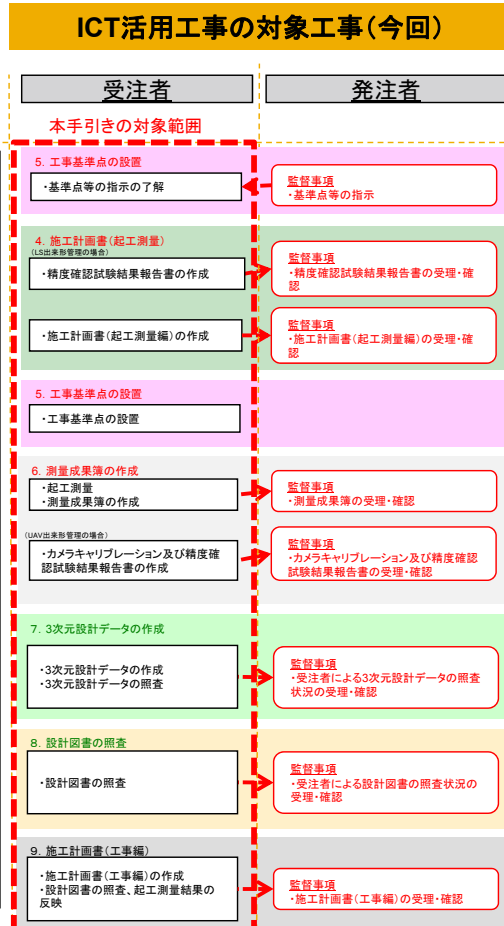 ICT活用工事の対象工事(今回)
受注者
発注者
本手引きの対象範囲
5. 工事基準点の設置
・基準点等の指示の了解
監督事項
・基準点等の指示
4. 施工計画書(起工測量)
(LS出来形管理の場合)
・精度確認試験結果報告書の作成
監督事項
・精度確認試験結果報告書の受理・確
認
・施工計画書(起工測量編)の作成
監督事項
・施工計画書(起工測量編)の受理・確
認
5. 工事基準点の設置
・工事基準点の設置
6. 測量成果簿の作成
・起工測量
・測量成果簿の作成
監督事項
・測量成果簿の受理・確認
(UAV出来形管理の場合)
・カメラキャリブレーション及び精度確
認試験結果報告書の作成
監督事項
・カメラキャリブレーション及び精度確認
試験結果報告書の受理・確認
7. 3次元設計データの作成
・3次元設計データの作成
・3次元設計データの照査
監督事項
・受注者による3次元設計データの照査
状況の受理・確認
8. 設計図書の照査
・設計図書の照査
監督事項
・受注者による設計図書の照査状況の
受理・確認
9. 施工計画書(工事編)
・施工計画書(工事編)の作成
・設計図書の照査、起工測量結果の
反映
監督事項
・施工計画書(工事編)の受理・確認